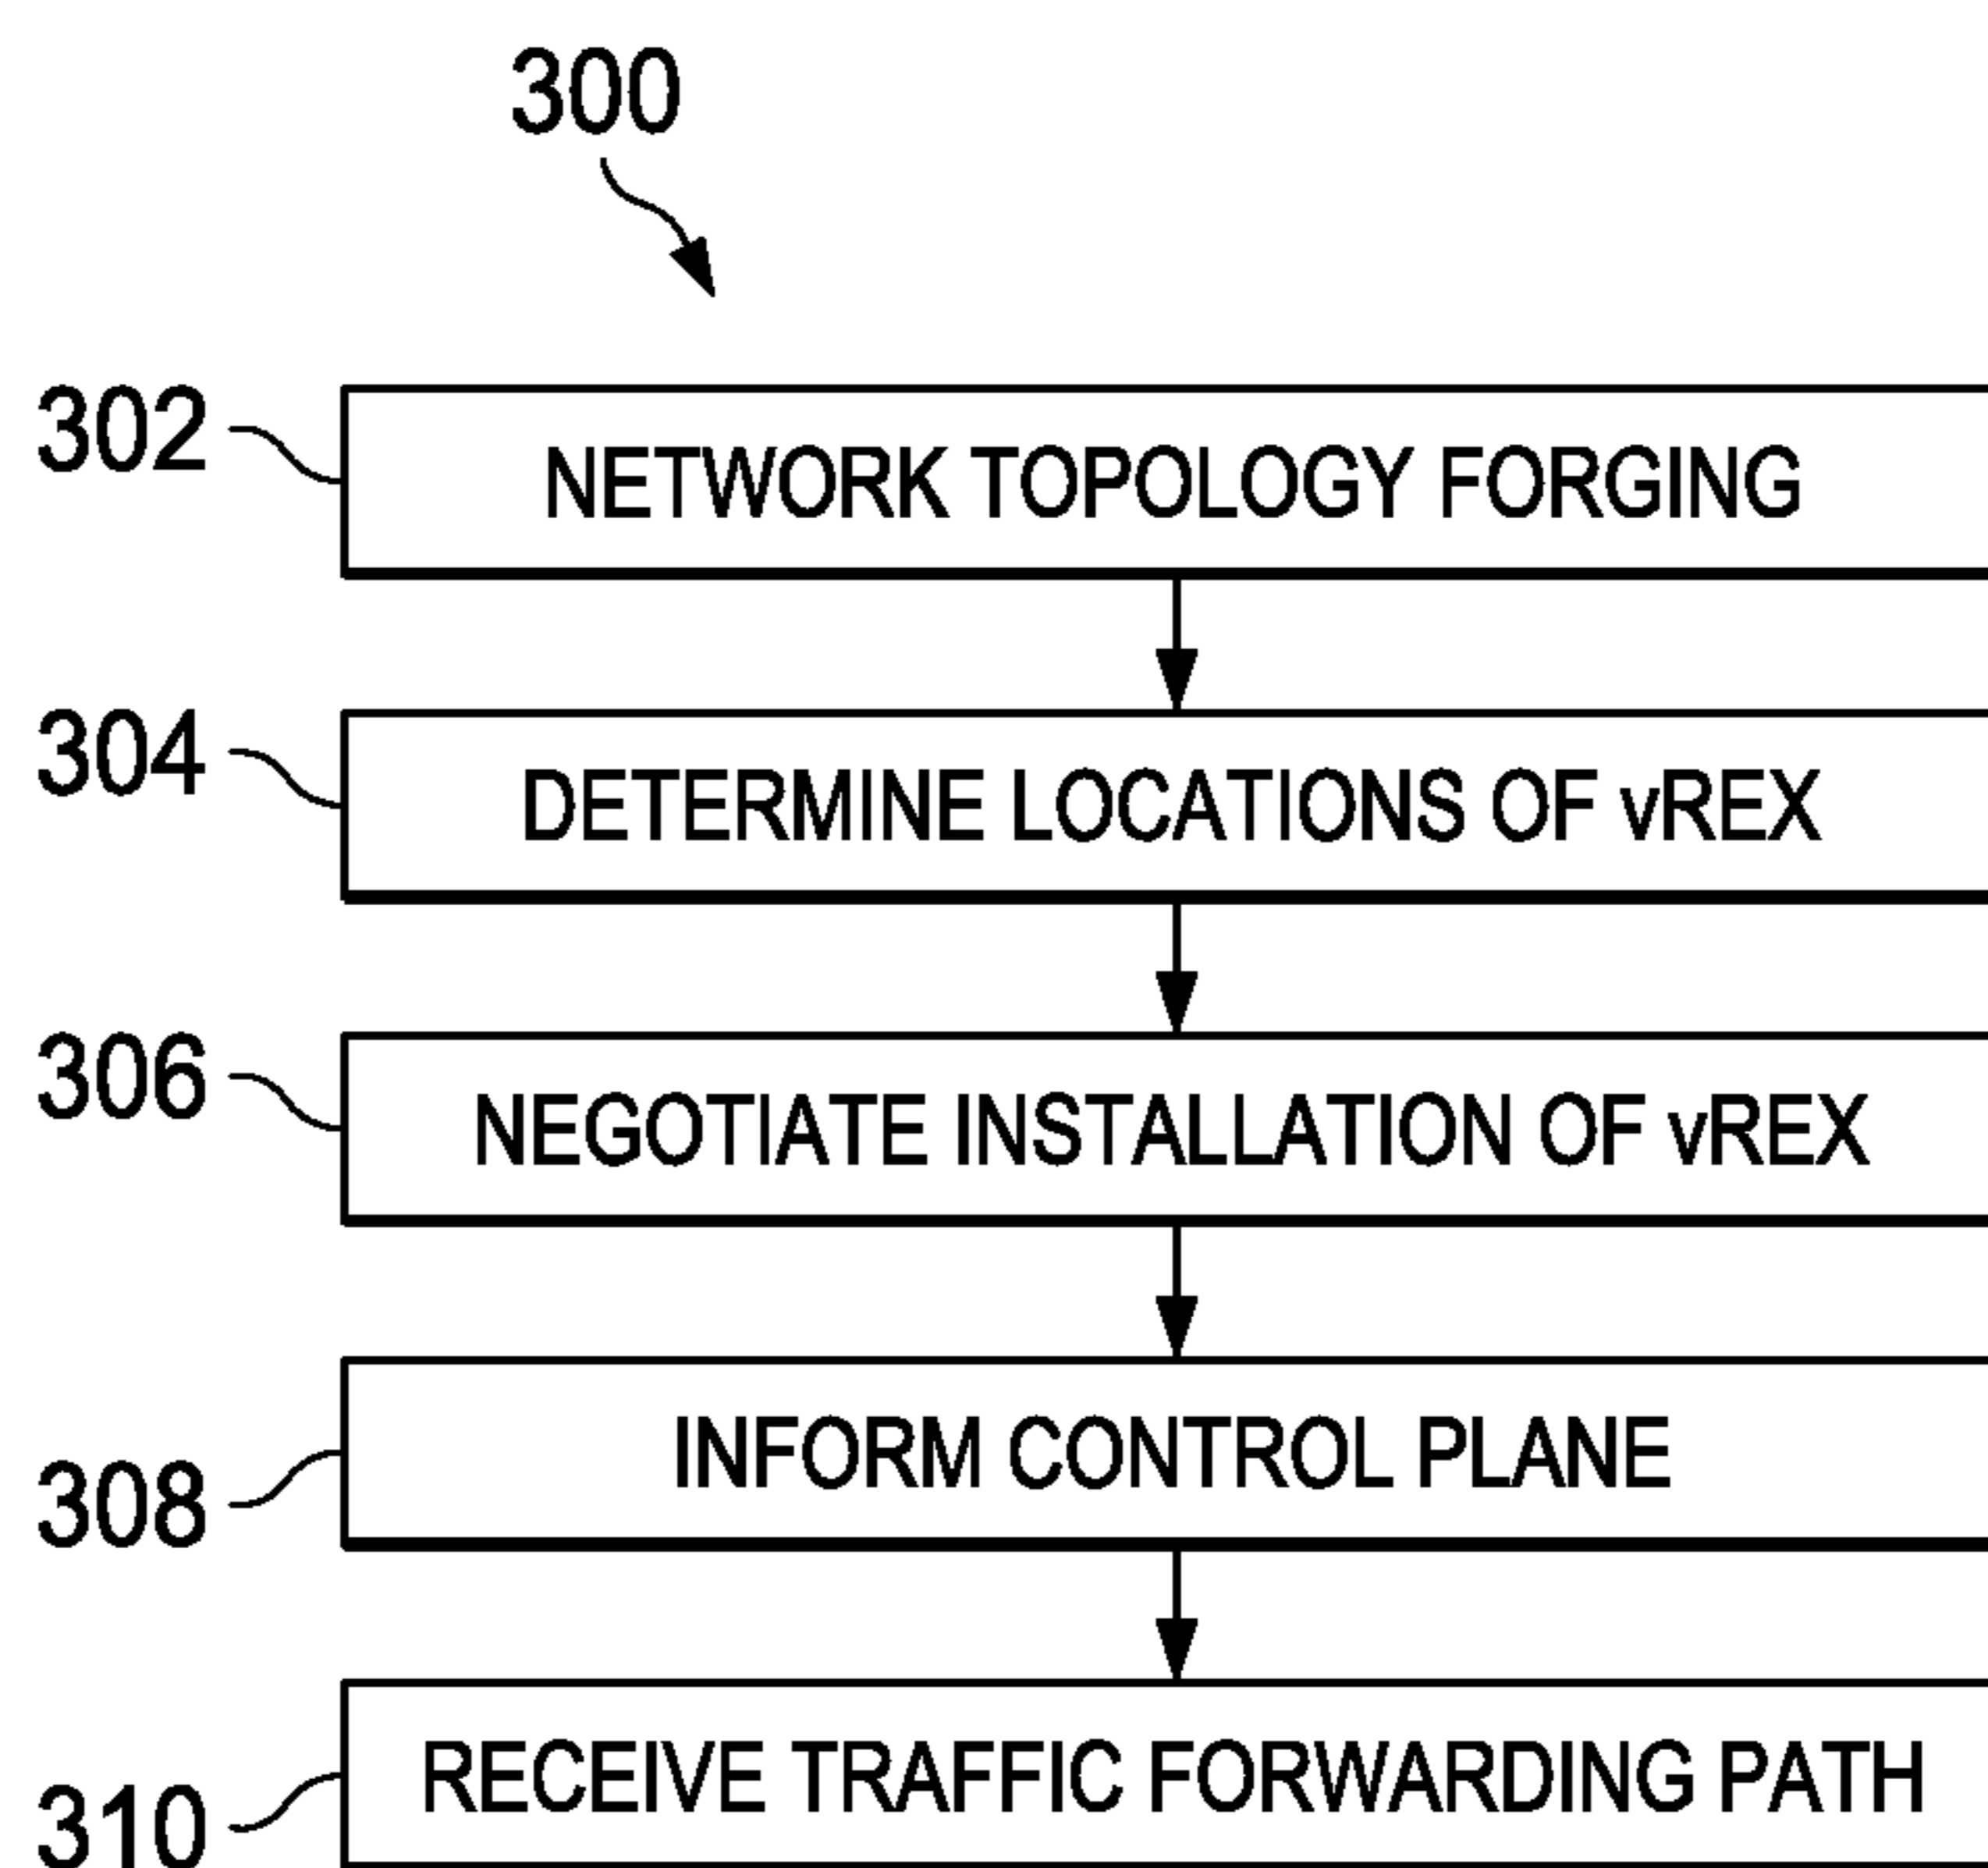 300
302 NETWORK TOPOLOGY FORGING
304 DETERMINE LOCATIONS OF vREX
306 NEGOTIATE INSTALLATION OF vREX
308 INFORM CONTROL PLANE
310 RECEIVE TRAFFIC FORWARDING PATH